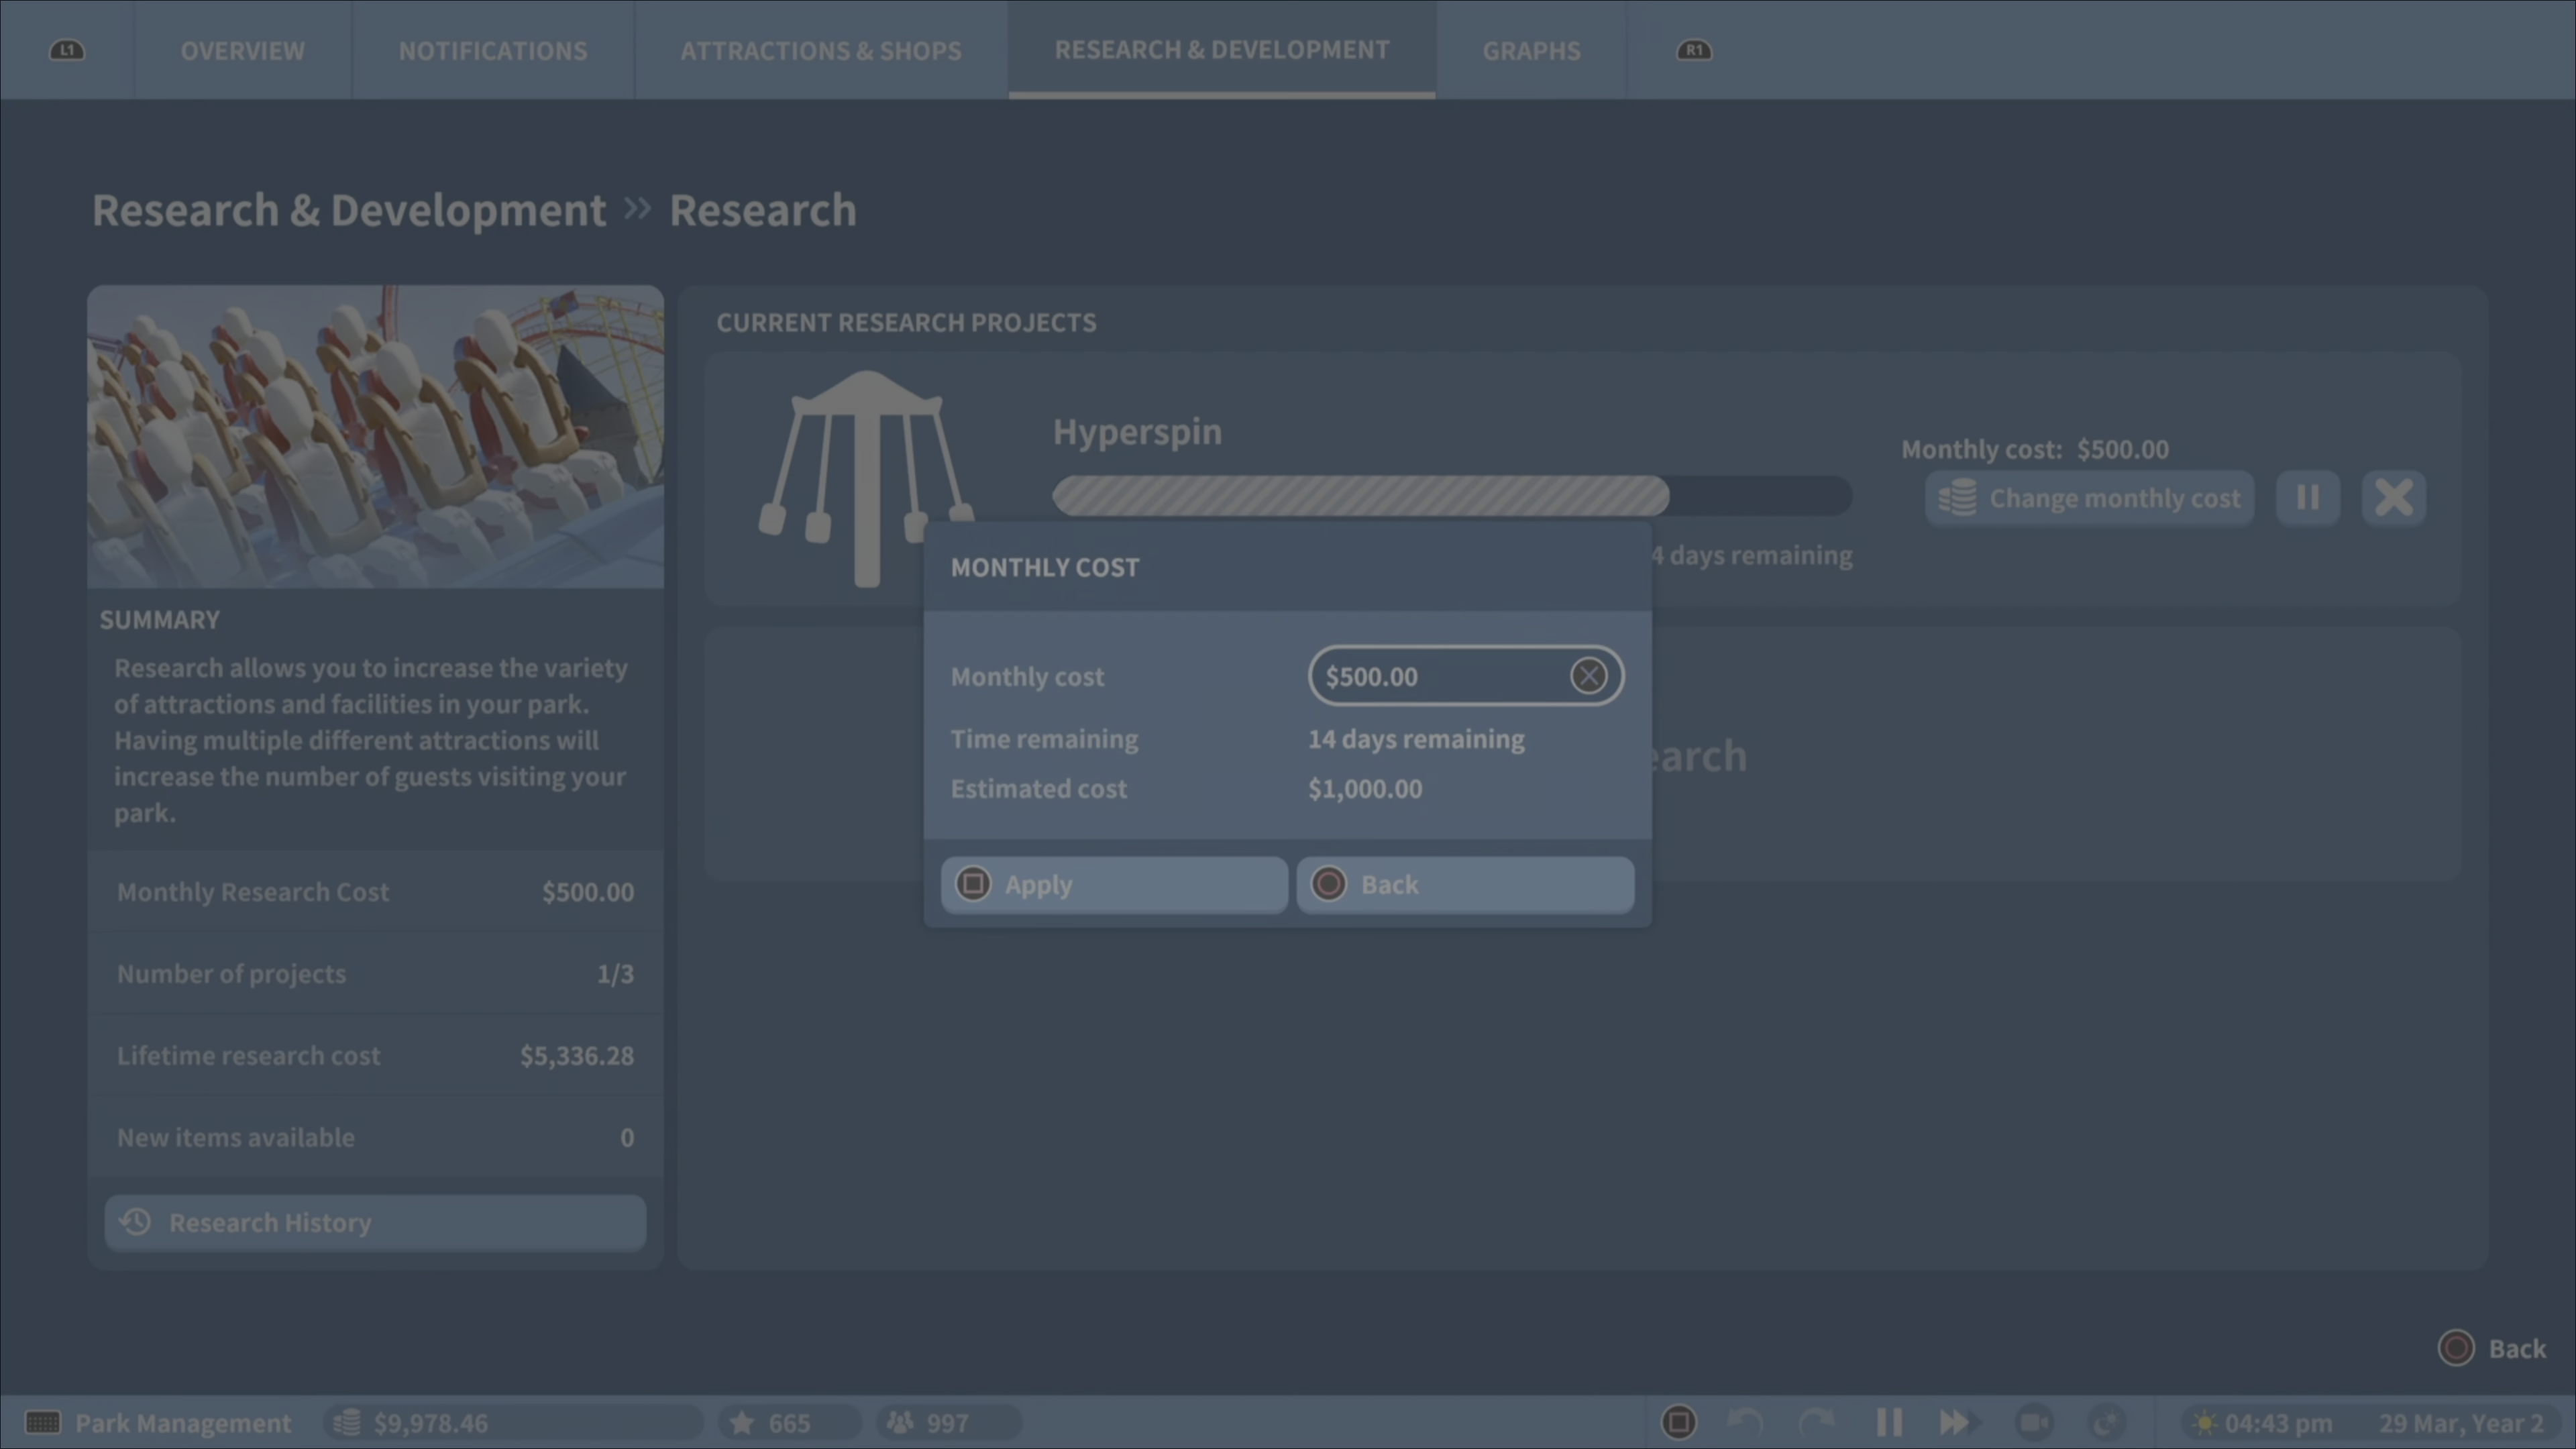 L1
OVERVIEW
NOTIFICATIONS
ATTRACTIONS & SHOPS
RESEARCH & DEVELOPMENT
GRAPHS
R1
Research & Development » Research
SUMMARY
Research allows you to increase the variety
of attractions and facilities in your park.
Having multiple different attractions will
increase the number of guests visiting your
park.
Monthly Research Cost $500.00
Number of projects 1/3
Lifetime research cost $5,336.28
New items available 0
Research History
CURRENT RESEARCH PROJECTS
Hyperspin
Monthly cost: $500.00
Change monthly cost
4 days remaining
earch
MONTHLY COST
Monthly cost $500.00
Time remaining 14 days remaining
Estimated cost $1,000.00
Apply
Back
Back
Park Management
$9,978.46
665
997
04:43 pm
29 Mar, Year 2